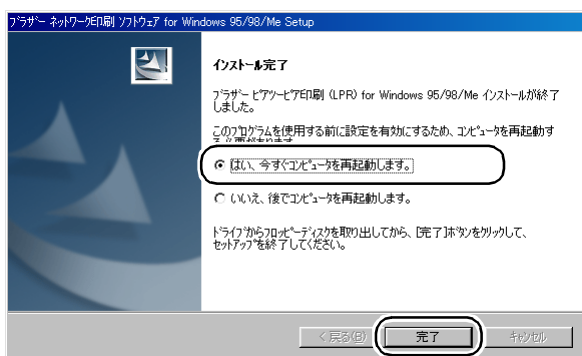 ブラザー ネットワーク印刷 ソフトウェア for Windows 95/98/Me Setup
インストール完了
ブラザー ピアツーピア印刷 (LPR) for Windows 95/98/Me インストールが終了
しました。
このプログラムを使用する前に設定を有効にするため、コンピュータを再起動す
る必要があります。
はい、今すぐコンピュータを再起動します。
いいえ、後でコンピュータを再起動します。
ドライブからフロッピーディスクを取り出してから、[完了]ボタンをクリックして、
セットアップを終了してください。
< 戻る(B)
完了
キャンセル